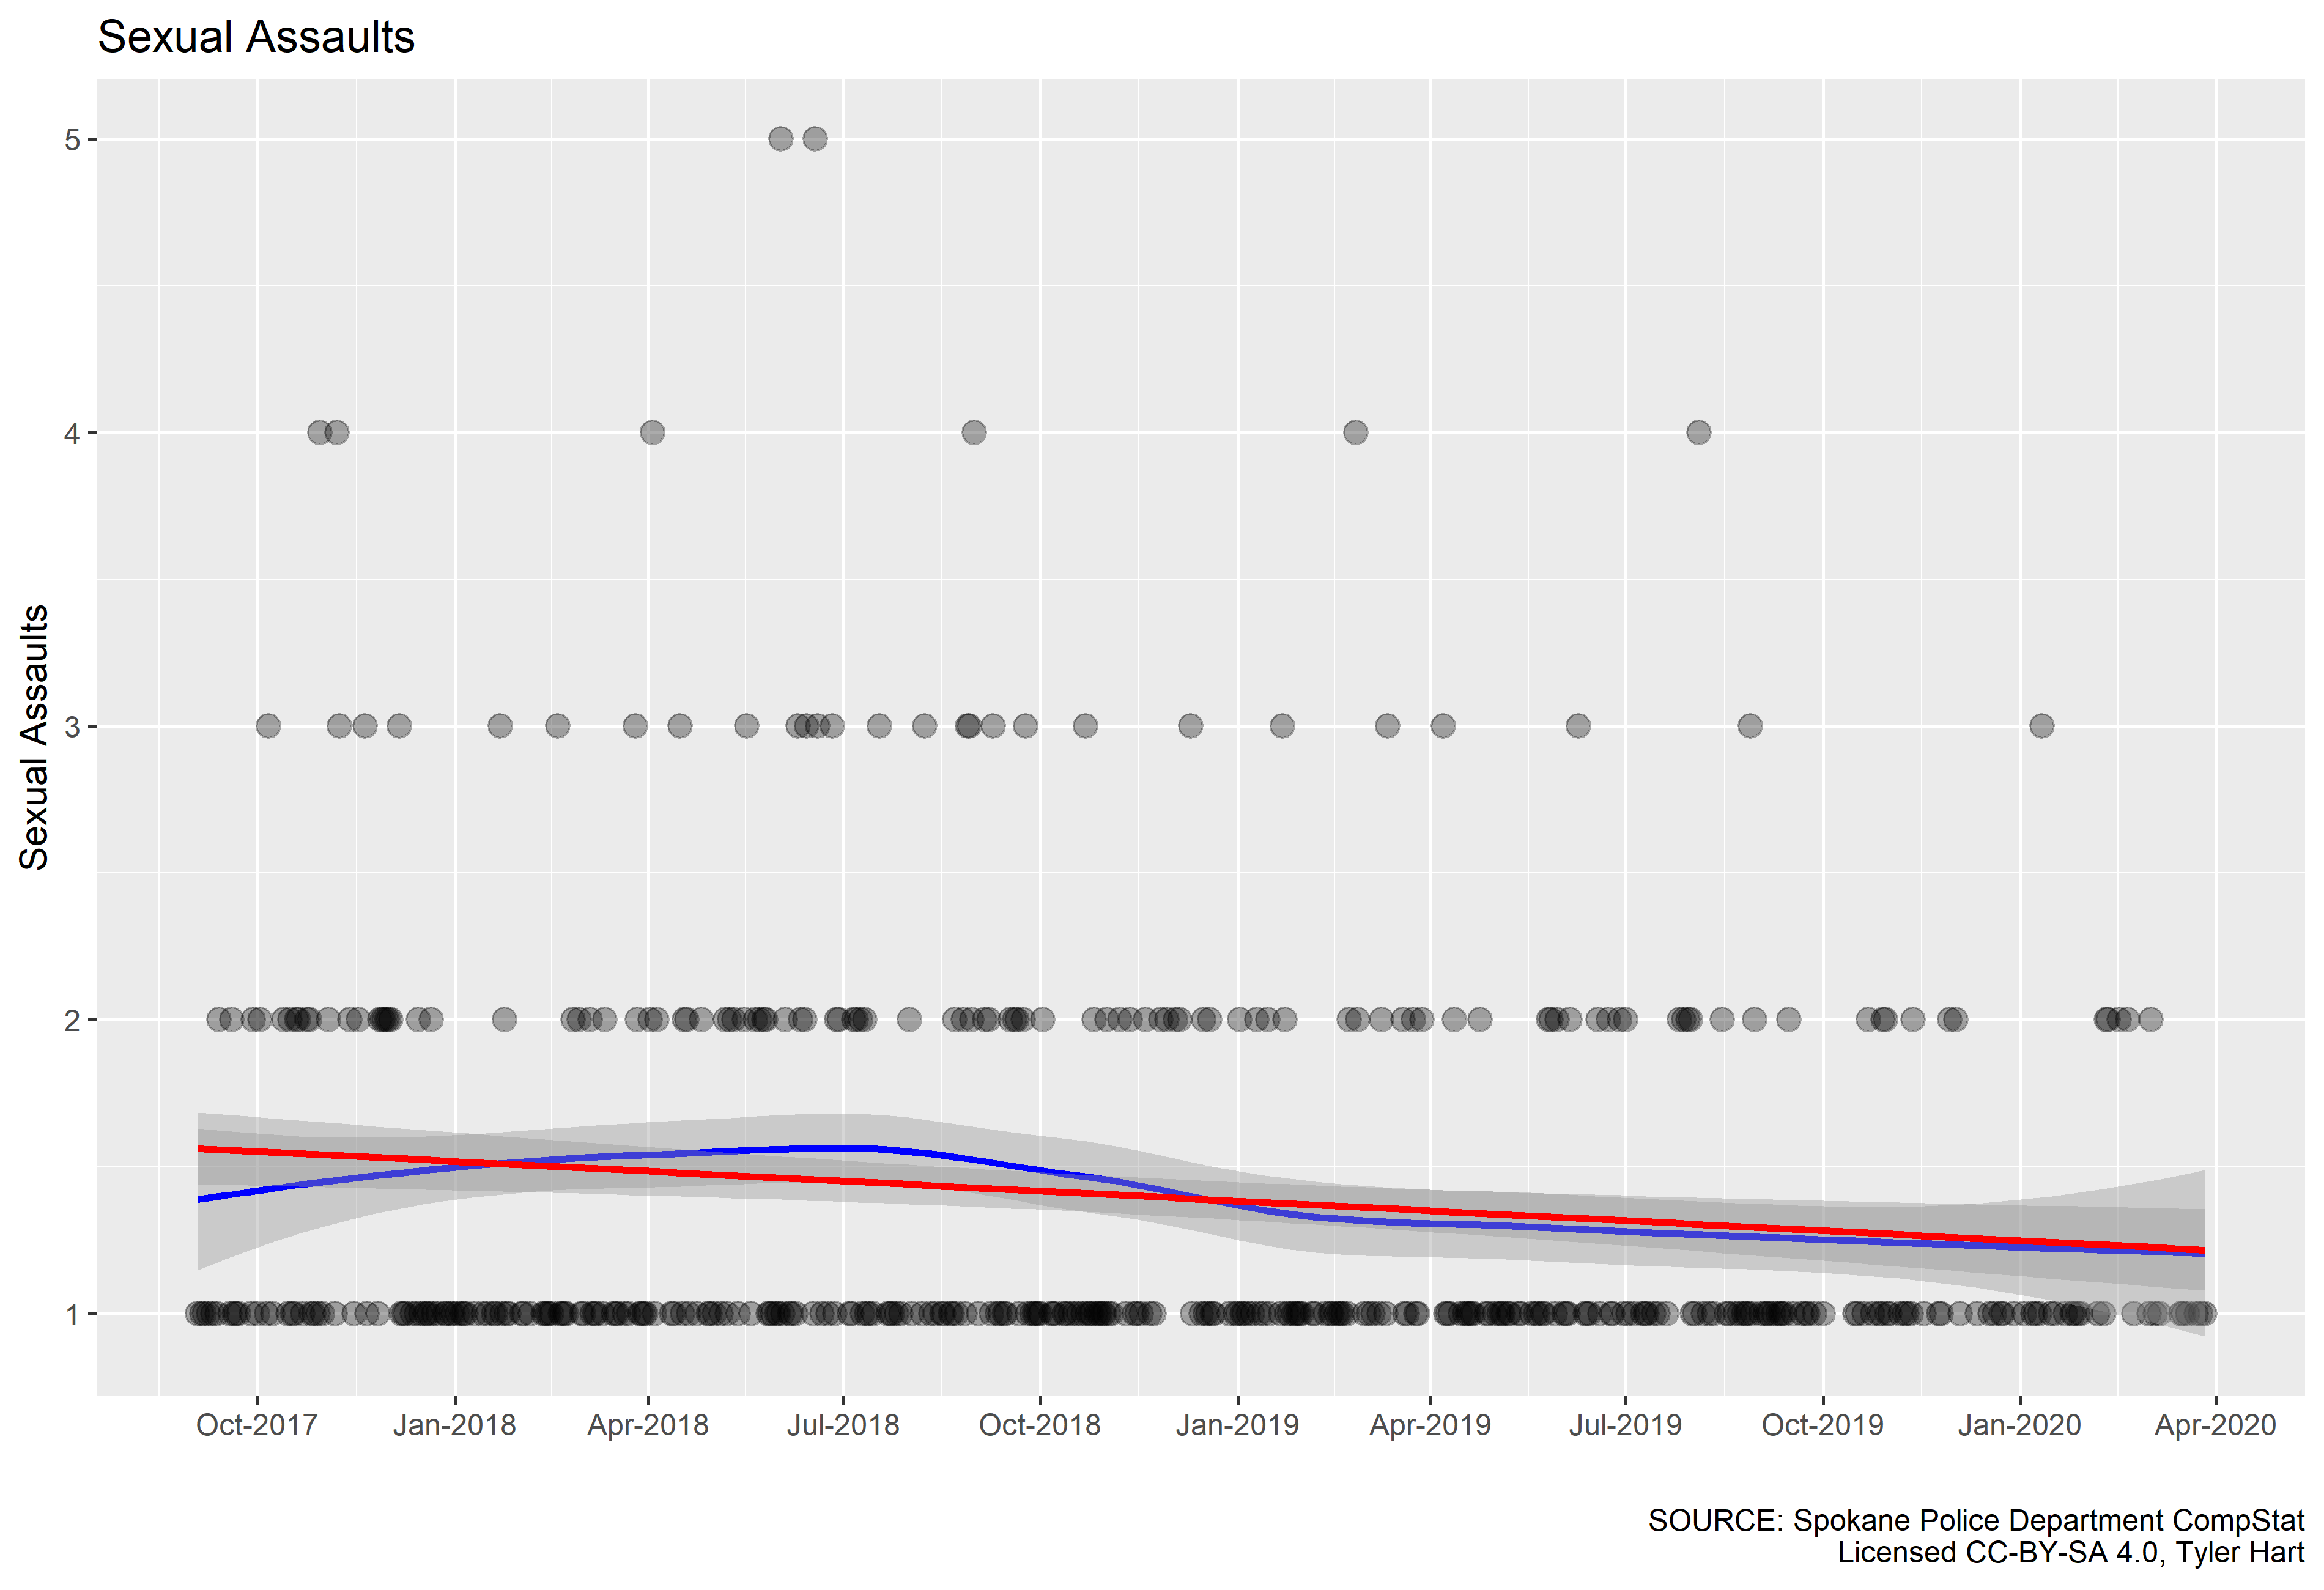 Sexual Assaults
Sexual Assaults
5
4
3
2
1
Oct-2017 Jan-2018 Apr-2018 Jul-2018 Oct-2018 Jan-2019 Apr-2019 Jul-2019 Oct-2019 Jan-2020 Apr-2020
SOURCE: Spokane Police Department CompStat
Licensed CC-BY-SA 4.0, Tyler Hart